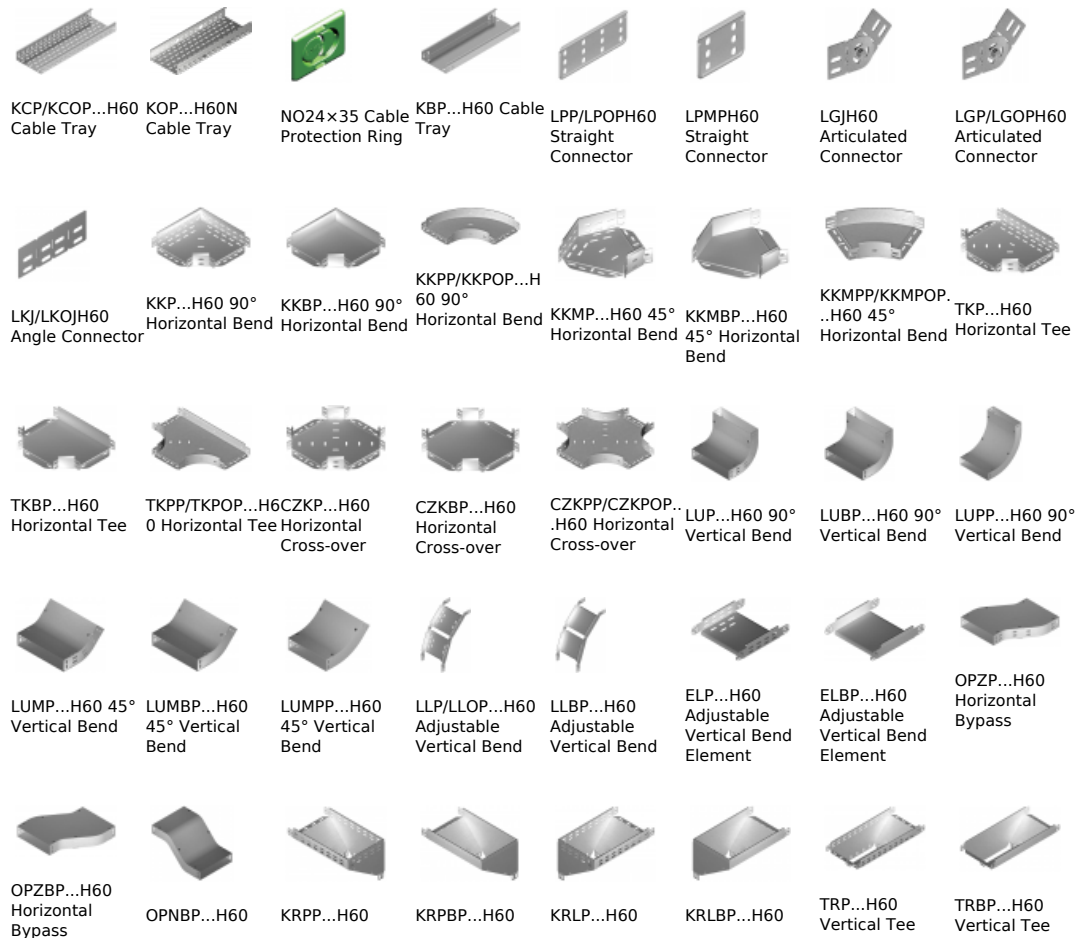 KCP/KCOP...H60
Cable Tray
KOP...H60N
Cable Tray
NO24×35 Cable
Protection Ring
KBP...H60 Cable
Tray
LPP/LPOPH60
Straight
Connector
LPMPH60
Straight
Connector
LGJH60
Articulated
Connector
LGP/LGOPH60
Articulated
Connector
LKJ/LKOJH60
Angle Connector
KKP...H60 90°
Horizontal Bend
KKBP...H60 90°
Horizontal Bend
KKPP/KKPOP...H
60 90°
Horizontal Bend
KKMP...H60 45°
Horizontal Bend
KKMBP...H60
45° Horizontal
Bend
KKMPP/KKMPOP.
..H60 45°
Horizontal Bend
TKP...H60
Horizontal Tee
TKBP...H60
Horizontal Tee
TKPP/TKPOP...H6
0 Horizontal Tee
CZKP...H60
Horizontal
Cross-over
CZKBP...H60
Horizontal
Cross-over
CZKPP/CZKPOP..
.H60 Horizontal
Cross-over
LUP...H60 90°
Vertical Bend
LUBP...H60 90°
Vertical Bend
LUPP...H60 90°
Vertical Bend
LUMP...H60 45°
Vertical Bend
LUMBP...H60
45° Vertical
Bend
LUMPP...H60
45° Vertical
Bend
LLP/LLOP...H60
Adjustable
Vertical Bend
LLBP...H60
Adjustable
Vertical Bend
ELP...H60
Adjustable
Vertical Bend
Element
ELBP...H60
Adjustable
Vertical Bend
Element
OPZP...H60
Horizontal
Bypass
OPZBP...H60
Horizontal
Bypass
OPNBP...H60
KRPP...H60
KRPBP...H60
KRLP...H60
KRLBP...H60
TRP...H60
Vertical Tee
TRBP...H60
Vertical Tee